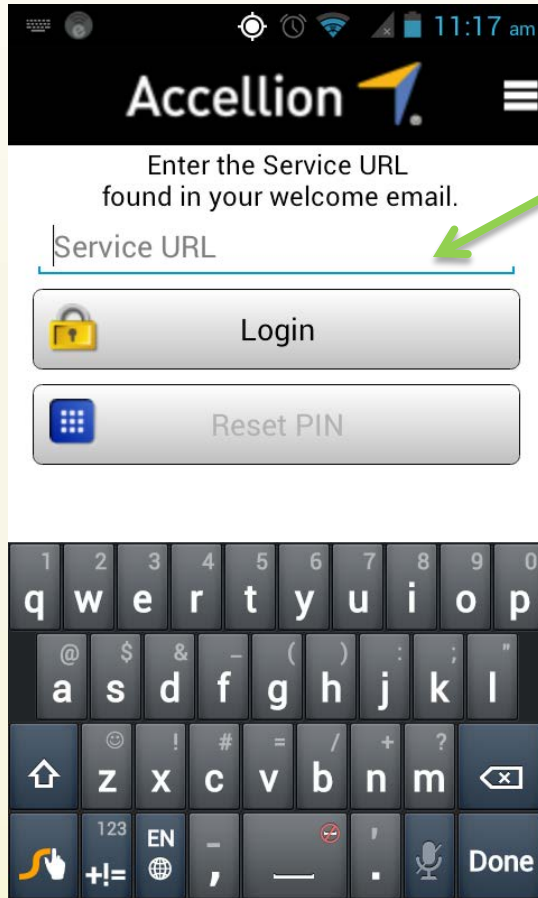 11:17 am
Accellion
Enter the Service URL
found in your welcome email.
Service URL
Login
Reset PIN
1 2 3 4 5 6 7 8 9 0
q w e r t y u i o p
@ $ & _ ( ) : ; "
a s d f g h j k l
! # = / + ?
z x c v b n m
123 EN _ '
+!= , . Done